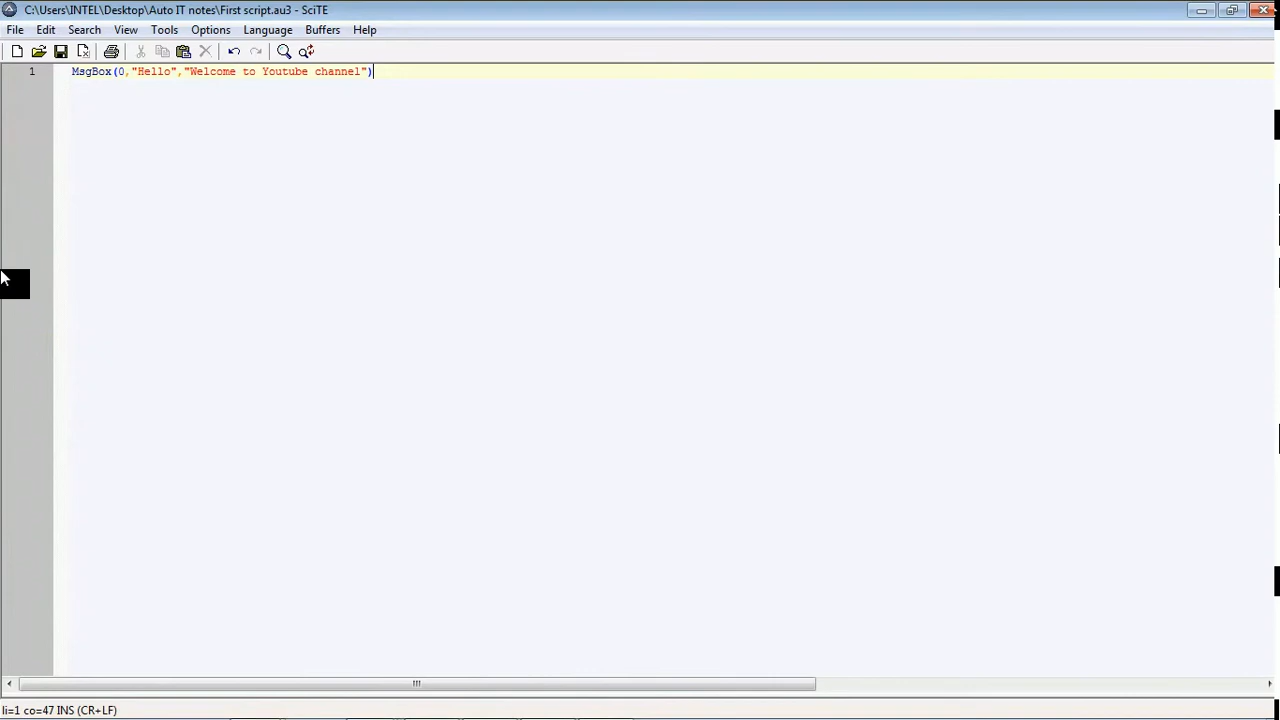 C:\Users\INTEL\Desktop\Auto IT notes\First script.au3 - SciTE
File Edit Search View Tools Options Language Buffers Help
1 MsgBox(0,"Hello","Welcome to Youtube channel")
li=1 co=47 INS (CR+LF)